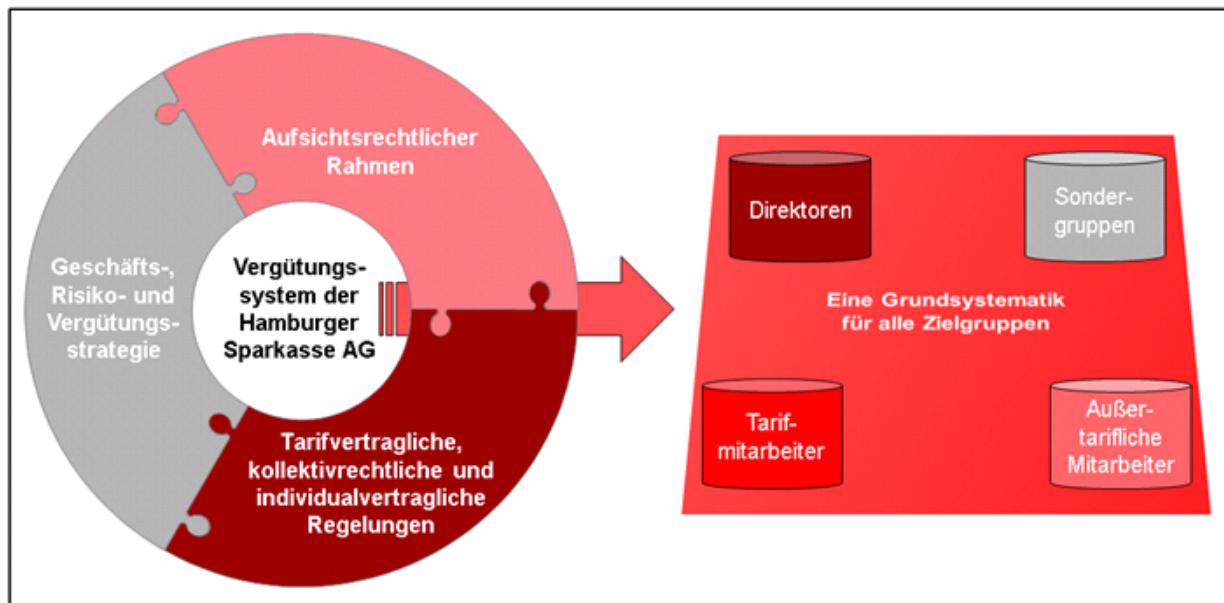 Aufsichtsrechtlicher
Rahmen
Geschäfts-,
Risiko- und
Vergütungs-
strategie
Vergütungs-
system der
Hamburger
Sparkasse AG
Tarifvertragliche,
kollektivrechtliche und
individualvertragliche
Regelungen
Direktoren
Sonder-
gruppen
Eine Grundsystematik
für alle Zielgruppen
Tarif-
mitarbeiter
Außer-
tarifliche
Mitarbeiter